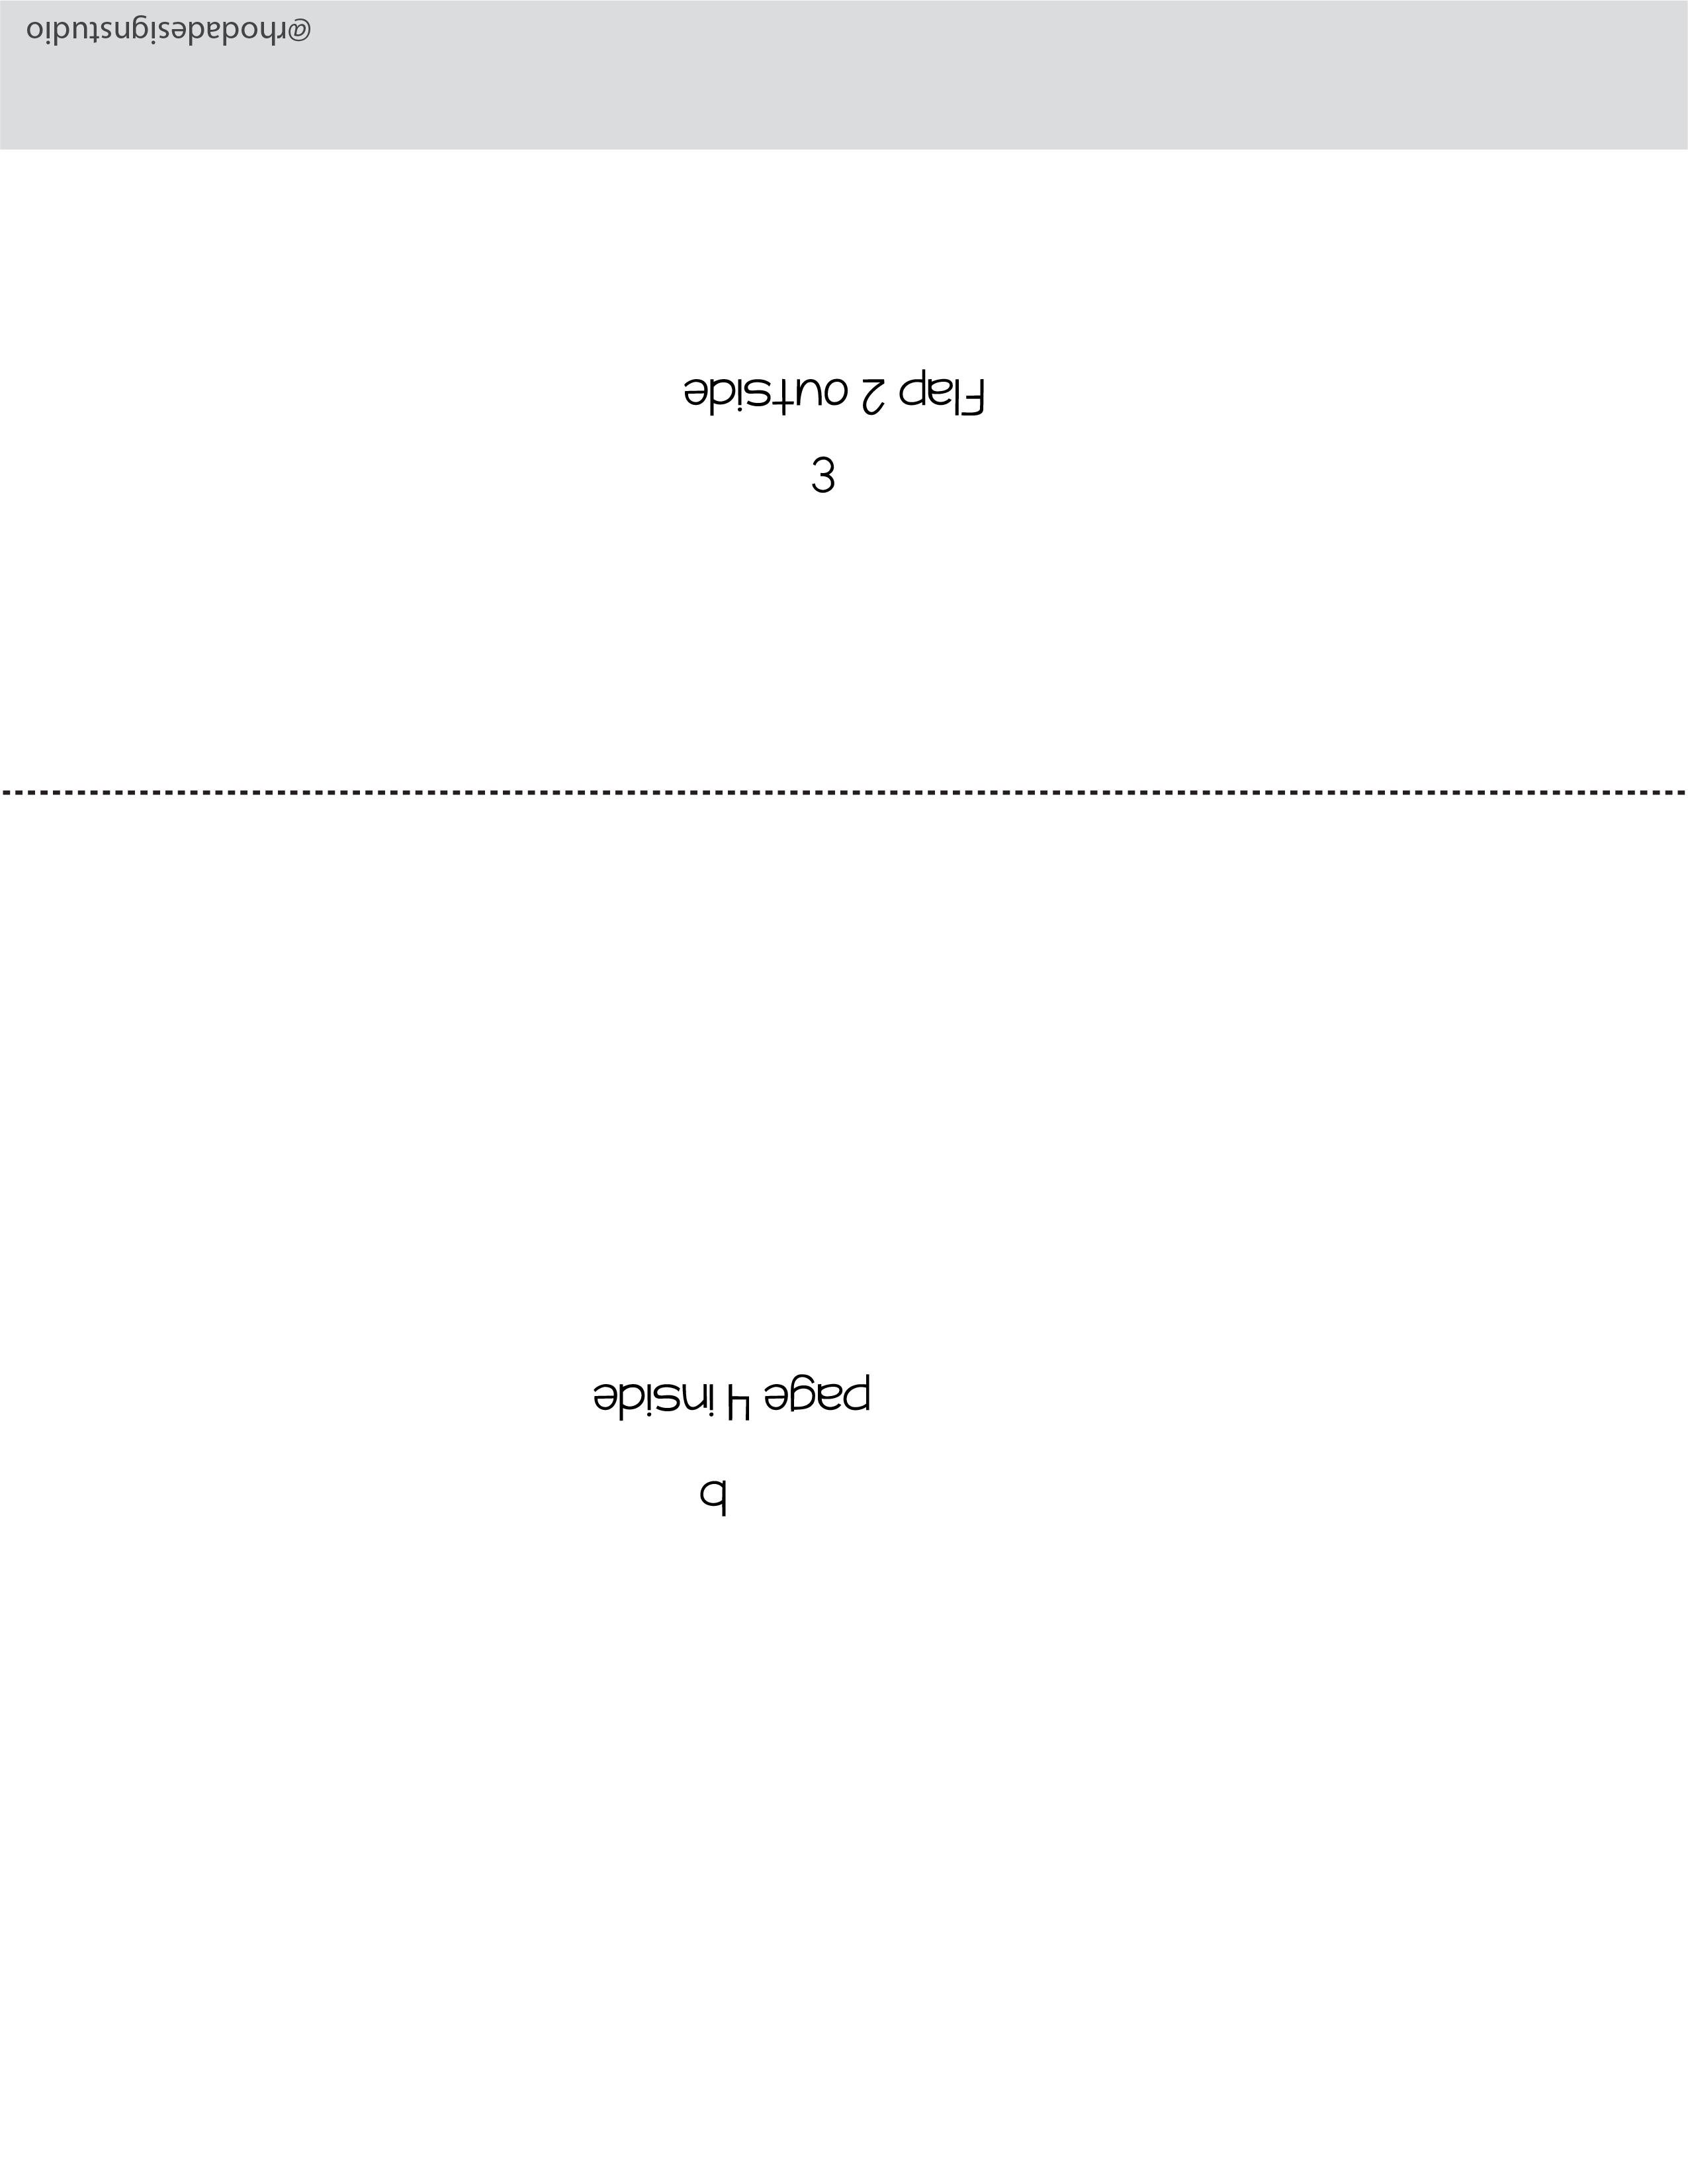 b
page 4 inside
3
Flap 2 outside
@rhodadesignstudio